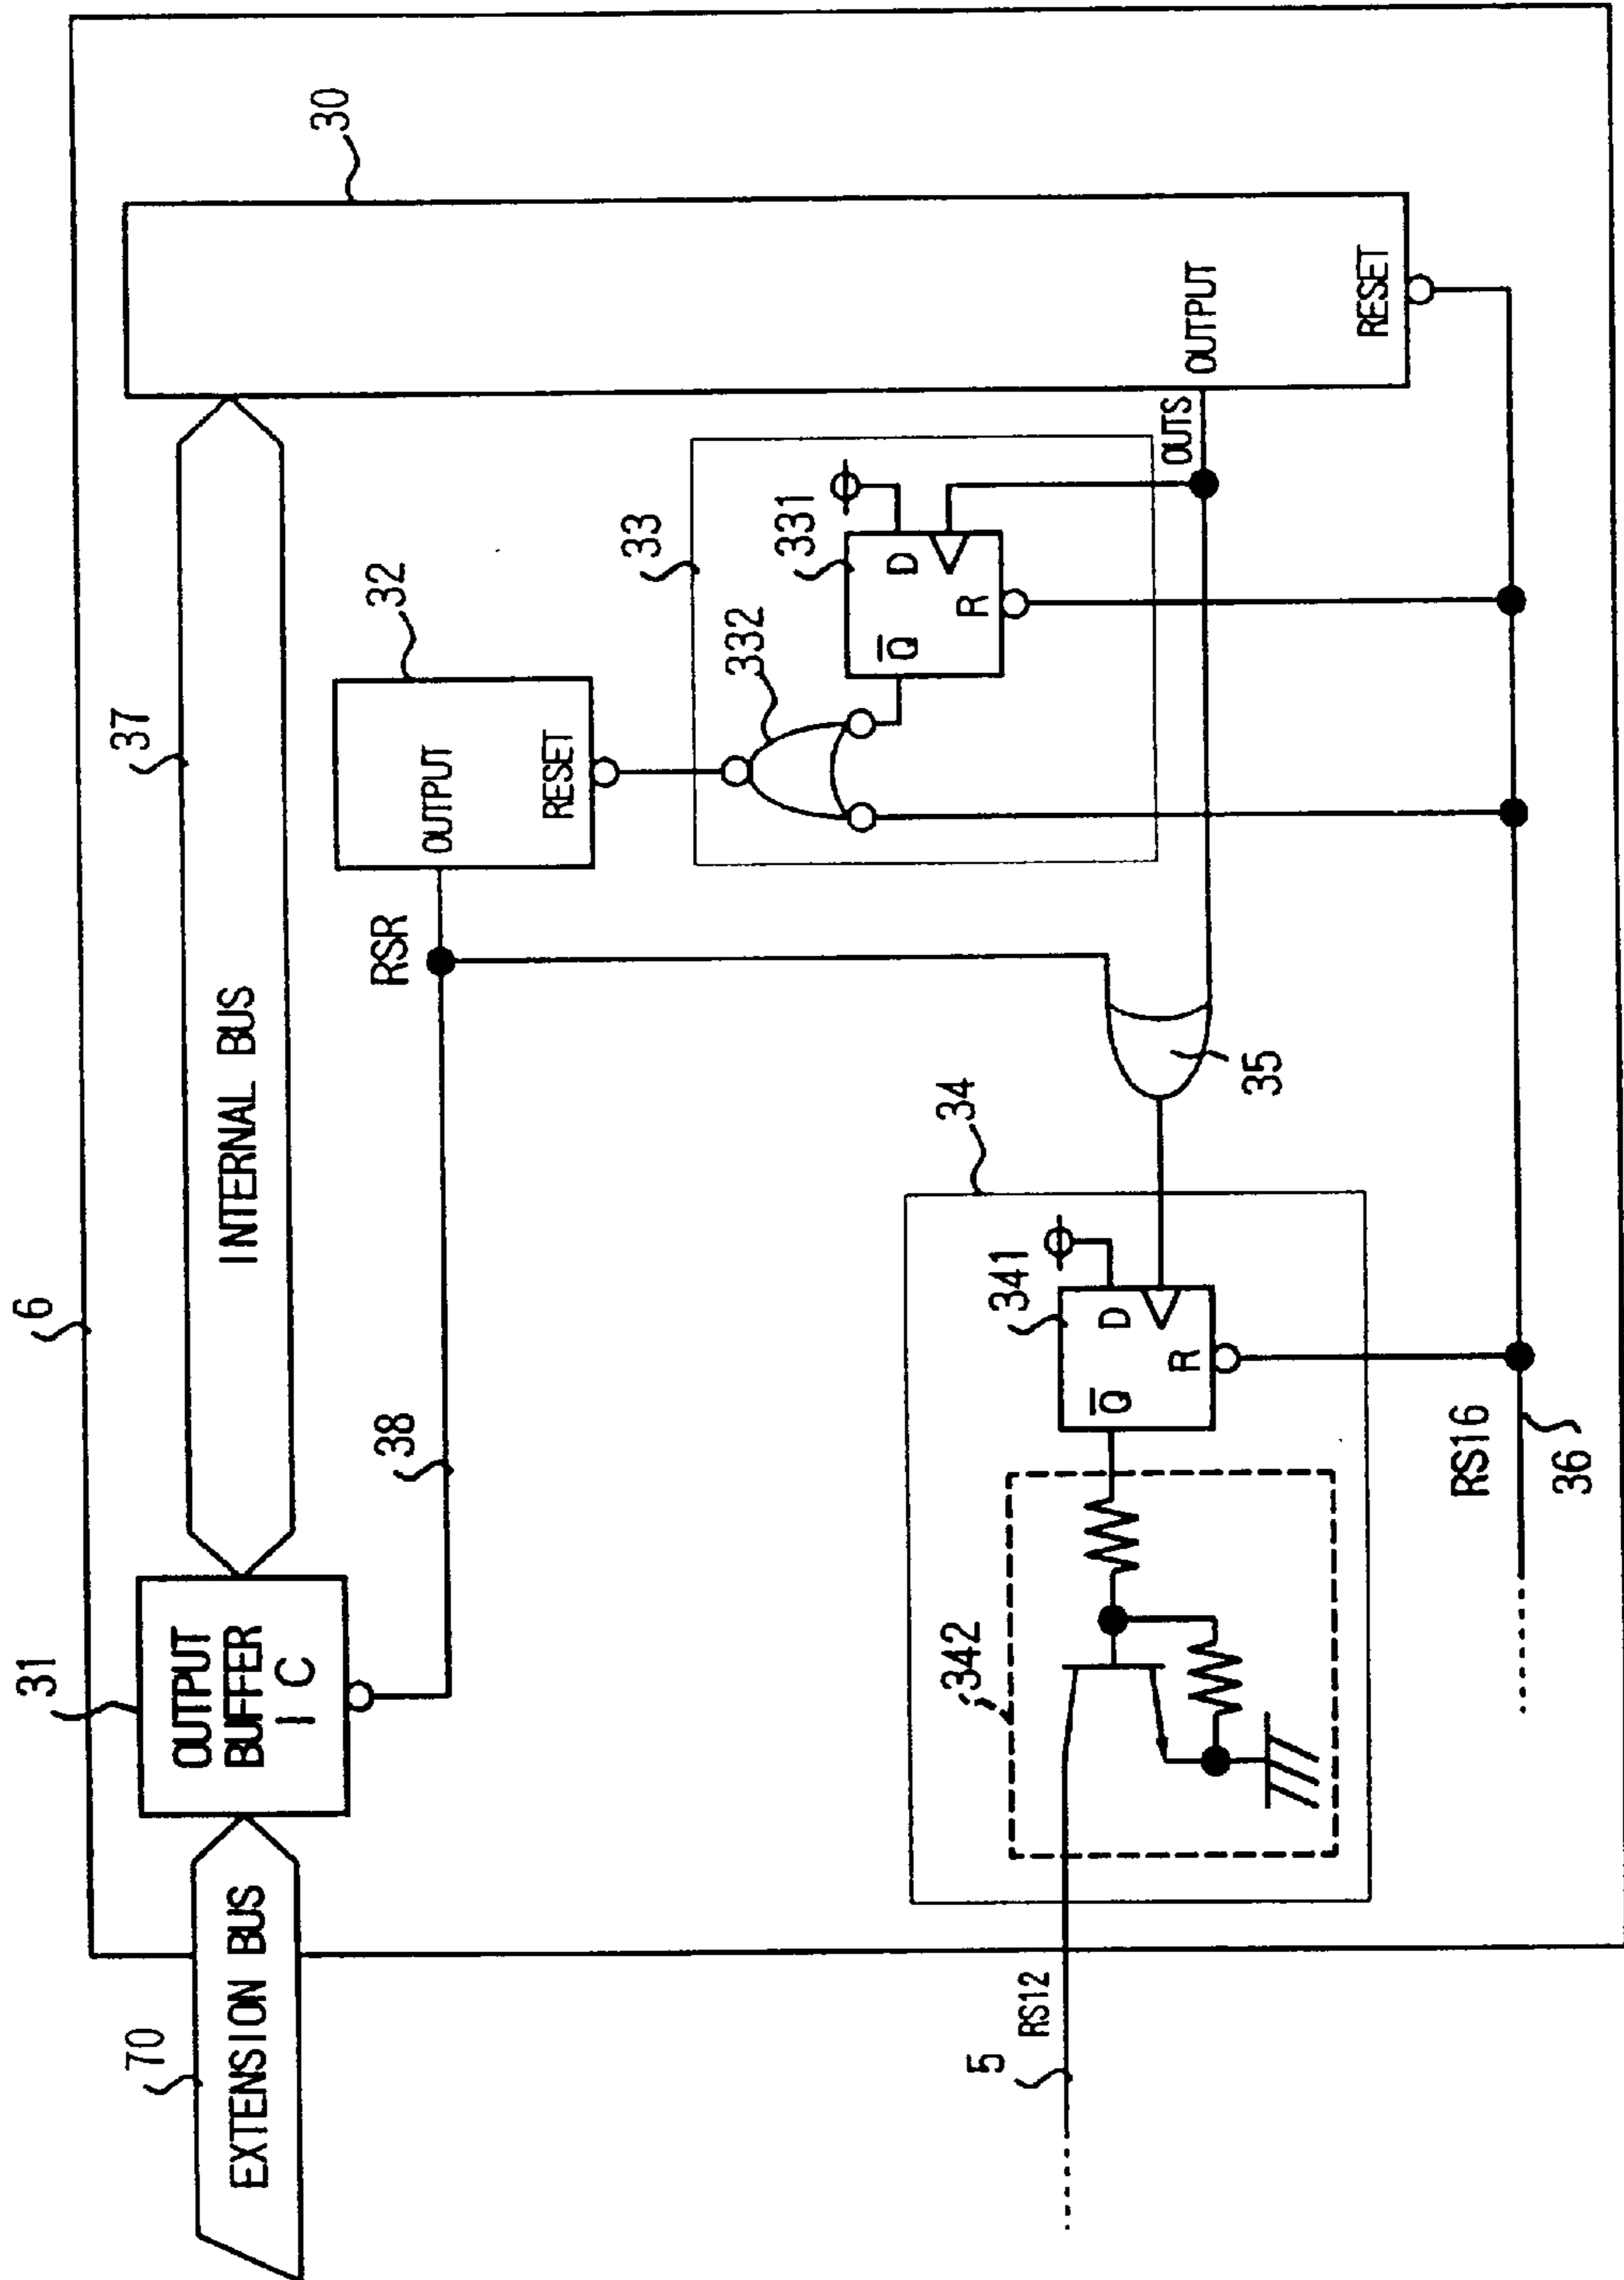 6
30
37
INTERNAL BUS
31
OUTPUT
BUFFER
IC
70
EXTENSION BUS
38
RSR
32
OUTPUT
RESET
33
331
332
D
Q̅
R
OUTS
OUTPUT
RESET
35
34
341
D
Q̅
R
342
5
RS12
RS16
36